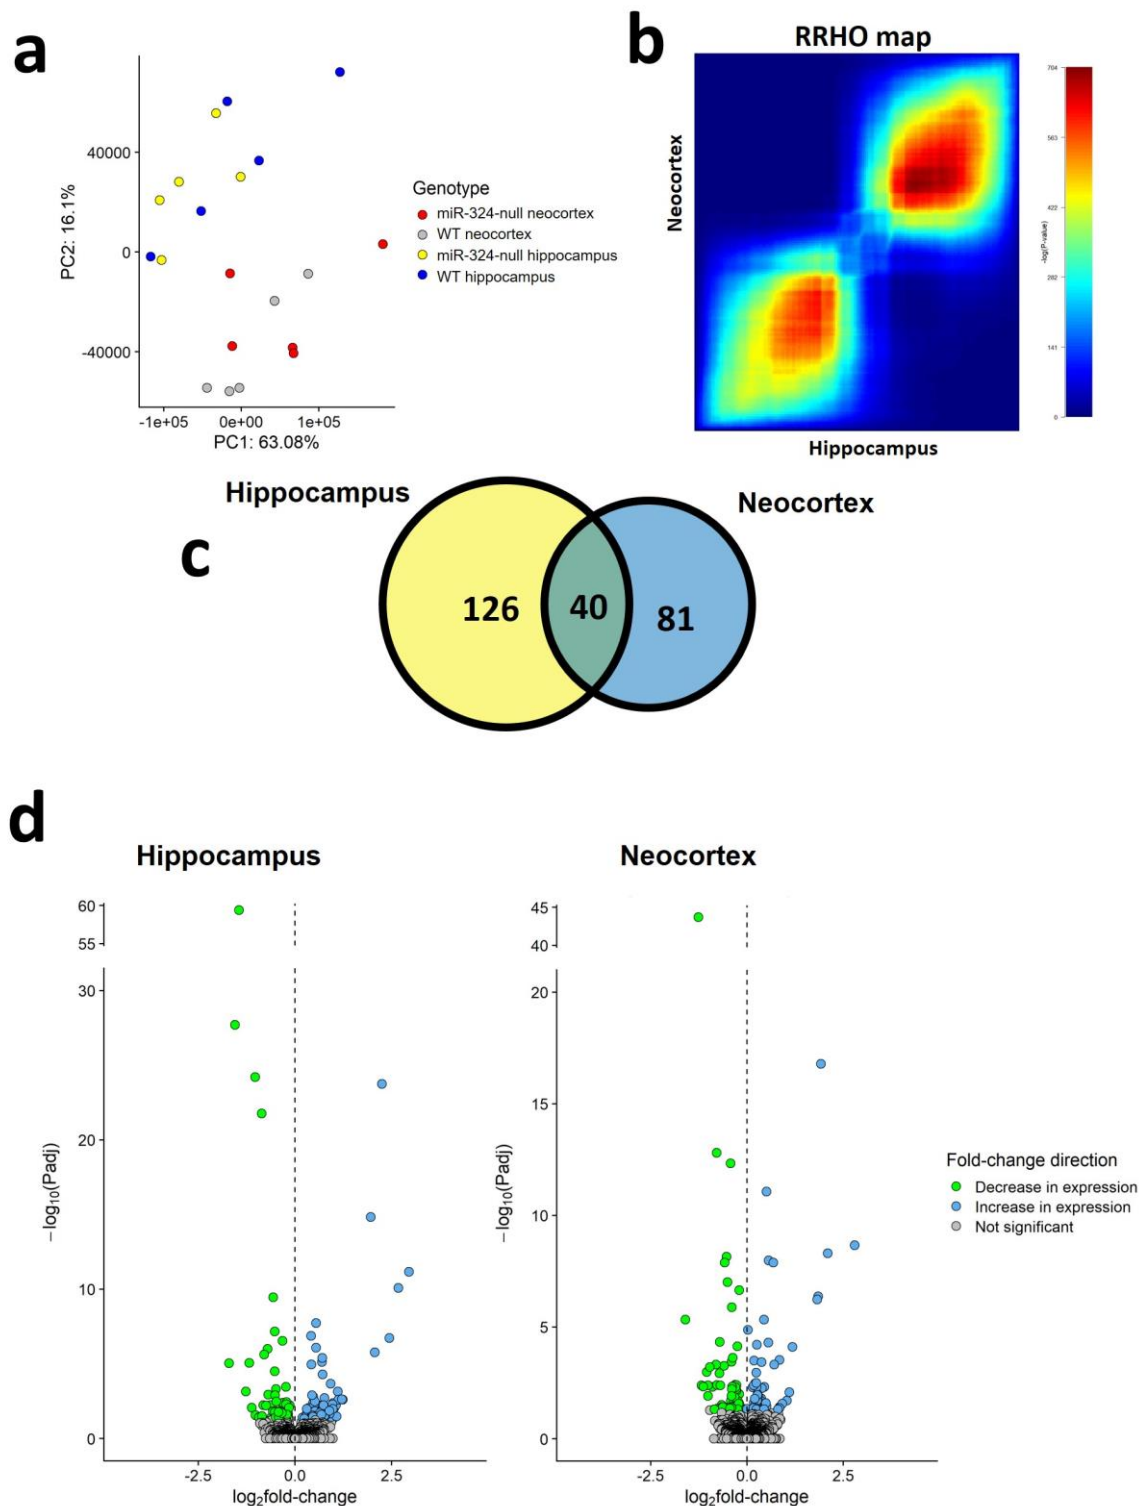 a
40000
0
-40000
PC2: 16.1%
-1e+05
0e+00
1e+05
PC1: 63.08%
Genotype
miR-324-null neocortex
WT neocortex
miR-324-null hippocampus
WT hippocampus
b
RRHO map
Neocortex
Hippocampus
704
563
422
282
141
0
-log(P-value)
Hippocampus
Neocortex
c
126
40
81
d
Hippocampus
60
55
30
20
10
0
−log10(Padj)
-2.5
0.0
2.5
log2fold-change
Neocortex
45
40
20
15
10
5
0
−log10(Padj)
-2.5
0.0
2.5
log2fold-change
Fold-change direction
Decrease in expression
Increase in expression
Not significant